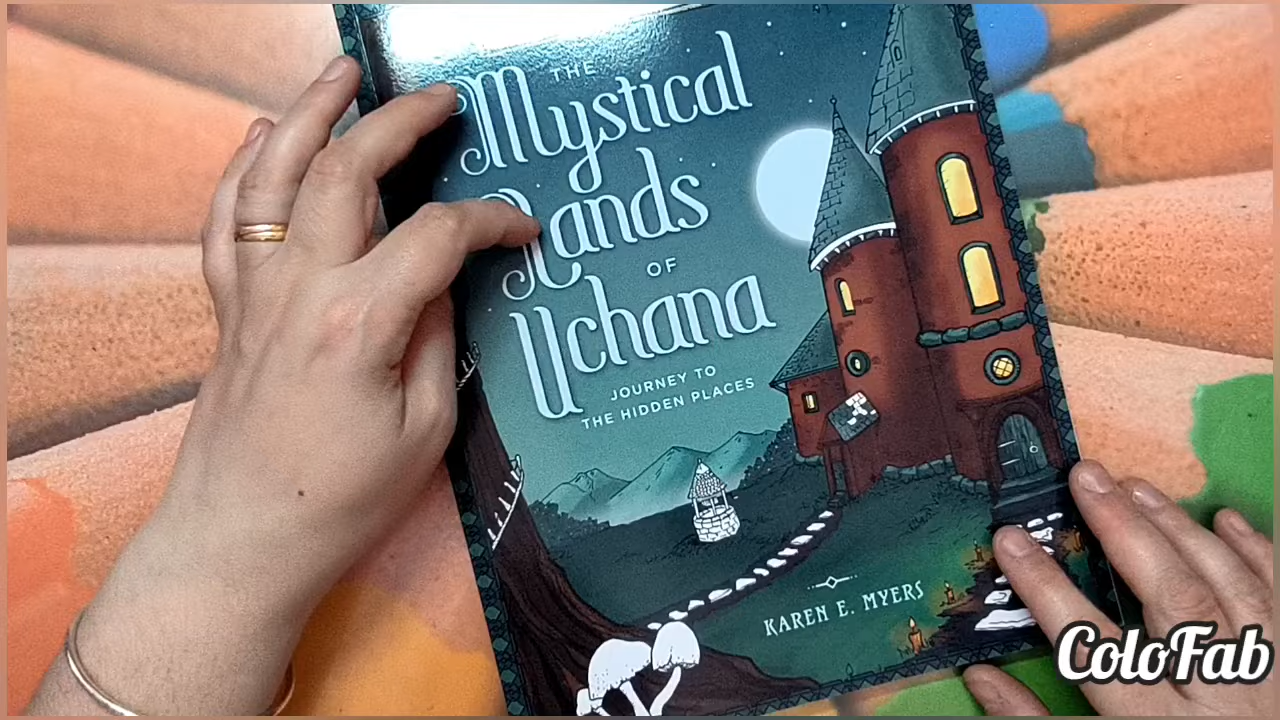 THE
Mystical
Lands
OF
Uchana
JOURNEY TO
THE HIDDEN PLACES
KAREN E. MYERS
ColoFab